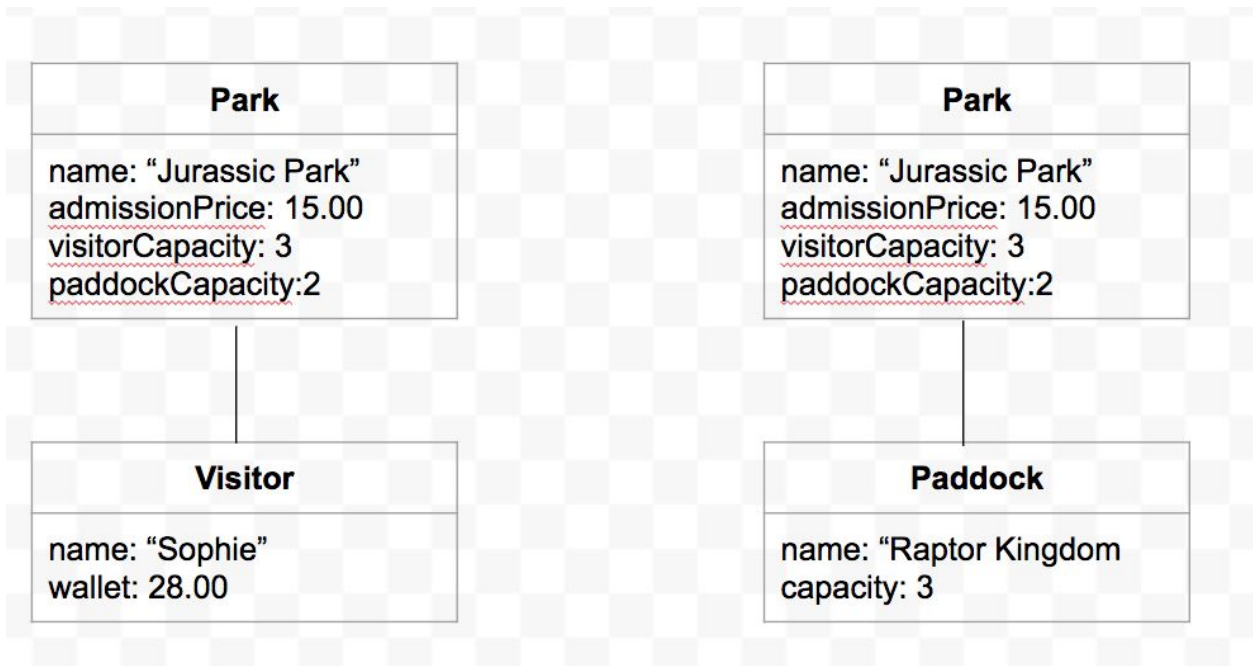 Park
name: “Jurassic Park”
admissionPrice: 15.00
visitorCapacity: 3
paddockCapacity:2
Visitor
name: “Sophie”
wallet: 28.00
Park
name: “Jurassic Park”
admissionPrice: 15.00
visitorCapacity: 3
paddockCapacity:2
Paddock
name: “Raptor Kingdom
capacity: 3